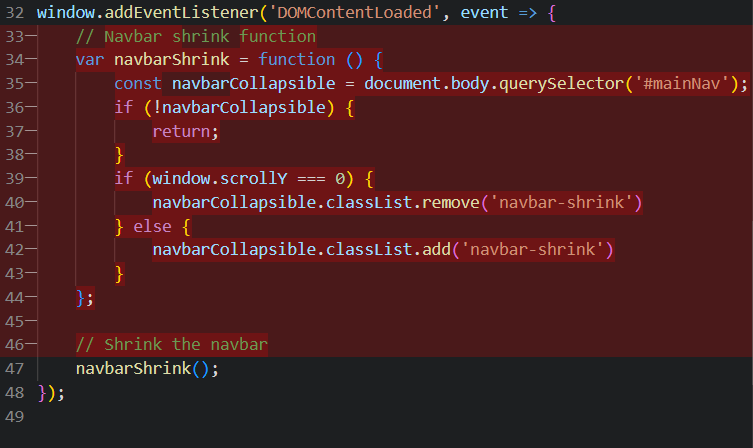 32 window.addEventListener('DOMContentLoaded', event => {
33— // Navbar shrink function
34— var navbarShrink = function () {
35— const navbarCollapsible = document.body.querySelector('#mainNav');
36— if (!navbarCollapsible) {
37— return;
38— }
39— if (window.scrollY === 0) {
40— navbarCollapsible.classList.remove('navbar-shrink')
41— } else {
42— navbarCollapsible.classList.add('navbar-shrink')
43— }
44— };
45—
46— // Shrink the navbar
47 navbarShrink();
48 });
49